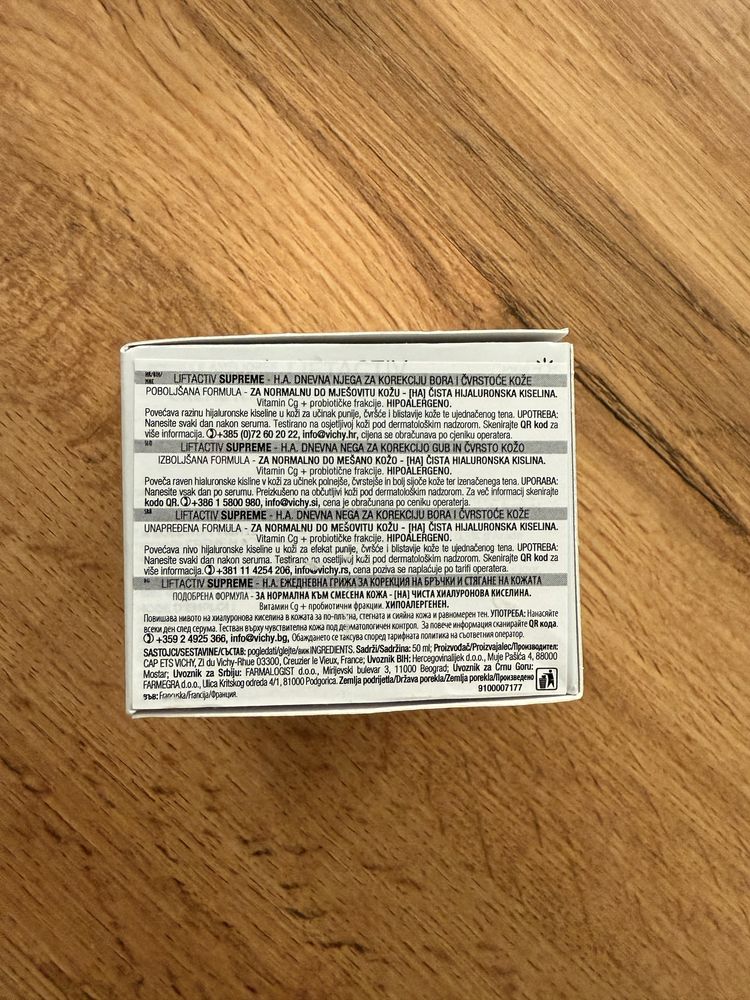 HR/BIH/
MNE
LIFTACTIV SUPREME - H.A. DNEVNA NJEGA ZA KOREKCIJU BORA I ČVRSTOĆE KOŽE
POBOLJŠANA FORMULA - ZA NORMALNU DO MJEŠOVITU KOŽU - [HA] ČISTA HIJALURONSKA KISELINA.
Vitamin Cg + probiotičke frakcije. HIPOALERGENO.
Povećava razinu hijaluronske kiseline u koži za učinak punije, čvršće i blistavije kože te ujednačenog tena. UPOTREBA:
Nanesite svaki dan nakon seruma. Testirano na osjetljivoj koži pod dermatološkim nadzorom. Skenirajte QR kod za
više informacija. +385 (0)72 60 20 22, info@vichy.hr, cijena se obračunava po cjeniku operatera.
SLO
LIFTACTIV SUPREME - H.A. DNEVNA NEGA ZA KOREKCIJO GUB IN ČVRSTO KOŽO
IZBOLJŠANA FORMULA - ZA NORMALNO DO MEŠANO KOŽO - [HA] ČISTA HIALURONSKA KISLINA.
Vitamin Cg + probiotične frakcije. HIPOALERGENO.
Poveča raven hialuronske kisline v koži za učinek polnejše, čvrstejše in bolj sijoče kože ter izenačenega tena. UPORABA:
Nanesite vsak dan po serumu. Preizkušeno na občutljivi koži pod dermatološkim nadzorom. Za več informacij skenirajte
kodo QR. +386 1 5800 980, info@vichy.si, cena je obračunana po ceniku operaterja.
SRB
LIFTACTIV SUPREME - H.A. DNEVNA NEGA ZA KOREKCIJU BORA I ČVRSTOĆE KOŽE
UNAPREĐENA FORMULA - ZA NORMALNU DO MEŠOVITU KOŽU - [HA] ČISTA HIJALURONSKA KISELINA.
Vitamin Cg + probiotičke frakcije. HIPOALERGENO.
Povećava nivo hijaluronske kiseline u koži za efekat punije, čvršće i blistavije kože te ujednačenog tena. UPOTREBA:
Nanesite svaki dan nakon seruma. Testirano na osetljivoj koži pod dermatološkim nadzorom. Skenirajte QR kod za
više informacija. +381 11 4254 206, info@vichy.rs, cena poziva se naplaćuje po tarifi operatera.
BG
LIFTACTIV SUPREME - H.A. ЕЖЕДНЕВНА ГРИЖА ЗА КОРЕКЦИЯ НА БРЪЧКИ И СТЯГАНЕ НА КОЖАТА
ПОДОБРЕНА ФОРМУЛА - ЗА НОРМАЛНА КЪМ СМЕСЕНА КОЖА - [HA] ЧИСТА ХИАЛУРОНОВА КИСЕЛИНА.
Витамин Cg + пробиотични фракции. ХИПОАЛЕРГЕНЕН.
Повишава нивото на хиалуронова киселина в кожата за по-плътна, стегната и сияйна кожа и равномерен тен. УПОТРЕБА: Нанасяйте
всеки ден след серума. Тестван върху чувствителна кожа под дерматологичен контрол. За повече информация сканирайте QR кода.
+359 2 4925 366, info@vichy.bg, Обаждането се таксува според тарифната политика на съответния оператор.
SASTOJCI/SESTAVINE/СЪСТАВ: pogledati/glejte/виж INGREDIENTS. Sadrži/Sadržina: 50 ml; Proizvođač/Proizvajalec/Производител:
CAP ETS VICHY, ZI du Vichy-Rhue 03300, Creuzier le Vieux, France; Uvoznik BIH: Hercegovinalijek d.o.o., Muje Pašića 4, 88000
Mostar; Uvoznik za Srbiju: FARMALOGIST d.o.o., Mirijevski bulevar 3, 11000 Beograd; Uvoznik za Crnu Goru:
FARMEGRA d.o.o., Ulica Kritskog odreda 4/1, 81000 Podgorica. Zemlja podrijetla/Država porekla/Zemlja porekla/Произведено
във: Francuska/Francija/Франция.
9100007177